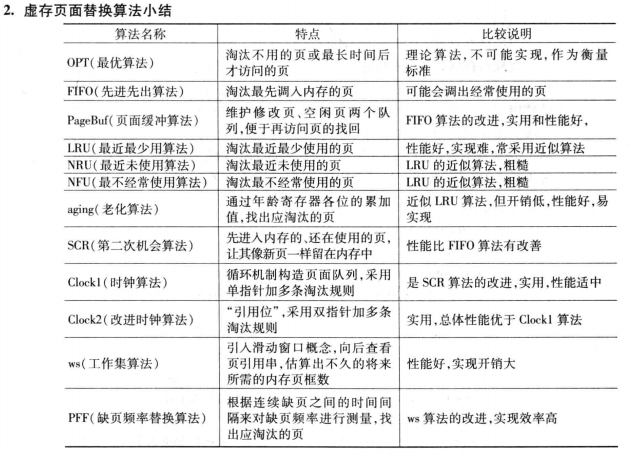 2. 虚存页面替换算法小结
算法名称 特点 比较说明
OPT(最优算法) 淘汰不用的页或最长时间后 理论算法,不可能实现,作为衡量
才访问的页 标准
FIFO(先进先出算法) 淘汰最先调入内存的页 可能会调出经常使用的页
PageBuf(页面缓冲算法) 维护修改页、空闲页两个队 FIFO 算法的改进,实用和性能好,
列,便于再访问页的找回
LRU(最近最少用算法) 淘汰最近最少使用的页 性能好,实现难,常采用近似算法
NRU(最近未使用算法) 淘汰最近未使用的页 LRU 的近似算法,粗糙
NFU(最不经常使用算法) 淘汰最不经常使用的页 LRU 的近似算法,粗糙
aging(老化算法) 通过年龄寄存器各位的累加 近似 LRU 算法,但开销低,性能好,易
值,找出应淘汰的页 实现
SCR(第二次机会算法) 先进入内存的、还在使用的页, 性能比 FIFO 算法有改善
让其像新页一样留在内存中
Clock1(时钟算法) 循环机制构造页面队列,采用 是 SCR 算法的改进,实用,性能适中
单指针加多条淘汰规则
Clock2(改进时钟算法) “引用位”,采用双指针加多条 实用,总体性能优于 Clock1 算法
淘汰规则
ws(工作集算法) 引入滑动窗口概念,向后查看 性能好,实现开销大
页引用串,估算出不久的将来
所需的内存页框数
PFF(缺页频率替换算法) 根据连续缺页之间的时间间 ws 算法的改进,实现效率高
隔来对缺页频率进行测量,找
出应淘汰的页